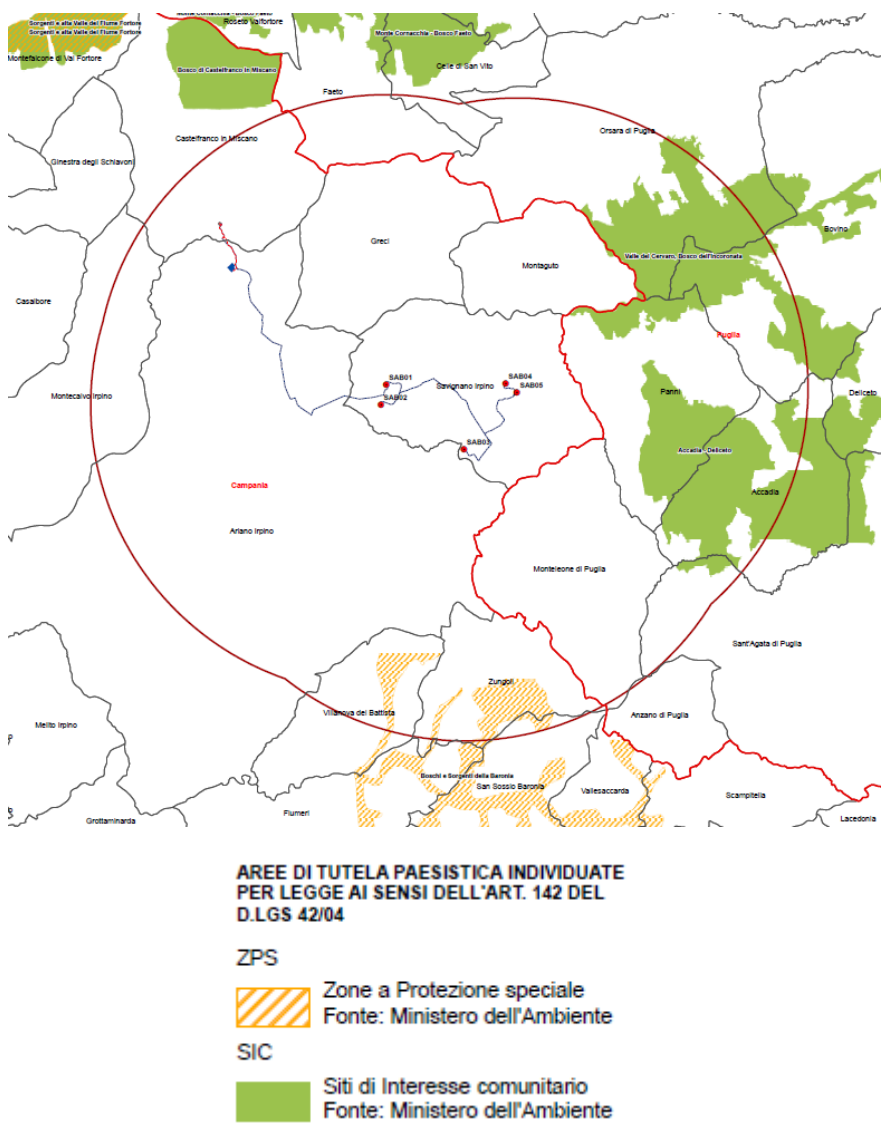 Monte Cornacchia - Bosco Faeto
Roseto Valfortore
Sorgenti e alta Valle del Fiume Fortore
Sorgenti e alta Valle del Fiume Fortore
Monte Cornacchia - Bosco Faeto
Montefalcone di Val Fortore
Bosco di Castelfranco in Miscano
Celle di San Vito
Faeto
Orsara di Puglia
Castelfranco in Miscano
Ginestra degli Schiavoni
Greci
Bovino
Montaguto
Valle del Cervaro, Bosco dell'Incoronata
Casalbore
Puglia
SAB01
SAB04
Savignano Irpino
SAB05
Montecalvo Irpino
SAB02
Panni
Deliceto
SAB03
Accadia - Deliceto
Campania
Accadia
Ariano Irpino
Monteleone di Puglia
Sant'Agata di Puglia
Zungoli
Villanova del Battista
Anzano di Puglia
Melito Irpino
Boschi e Sorgenti della Baronia
San Sossio Baronia
Vallesaccarda
Scampitella
Flumeri
Grottaminarda
Lacedonia
AREE DI TUTELA PAESISTICA INDIVIDUATE
PER LEGGE AI SENSI DELL'ART. 142 DEL
D.LGS 42/04
ZPS
Zone a Protezione speciale
Fonte: Ministero dell'Ambiente
SIC
Siti di Interesse comunitario
Fonte: Ministero dell'Ambiente